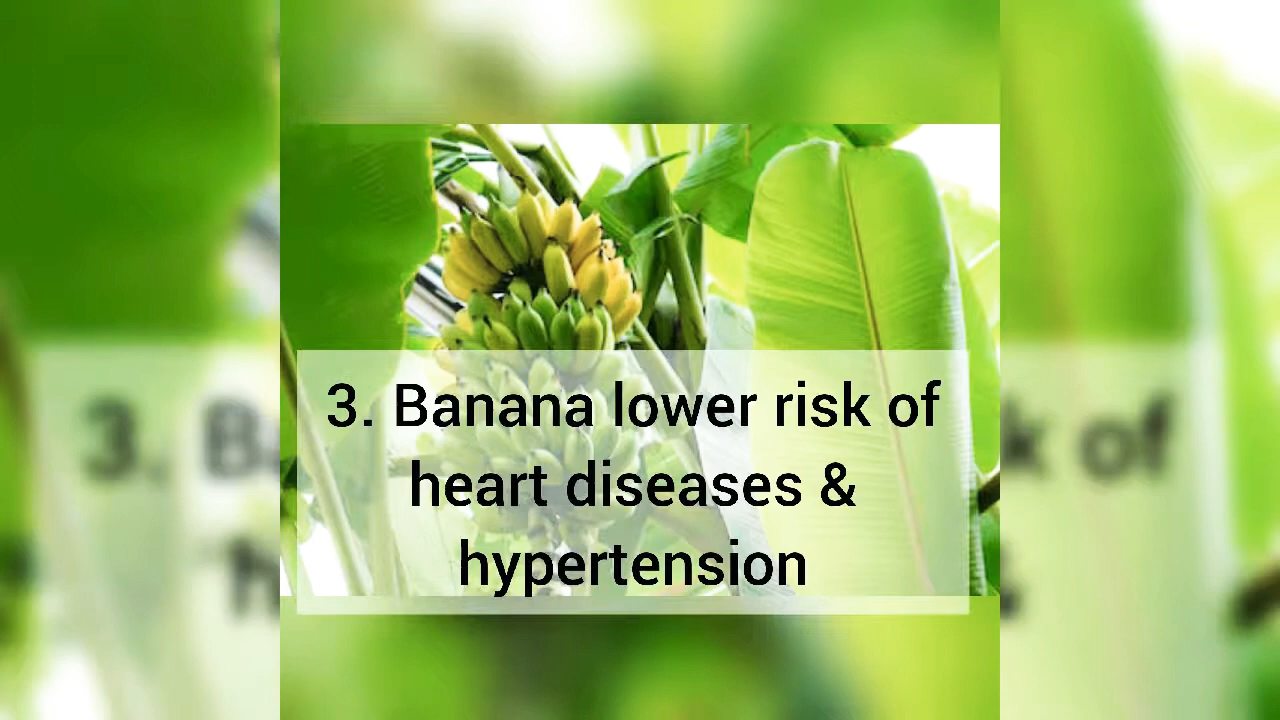 3. Banana lower risk of
heart diseases &
hypertension